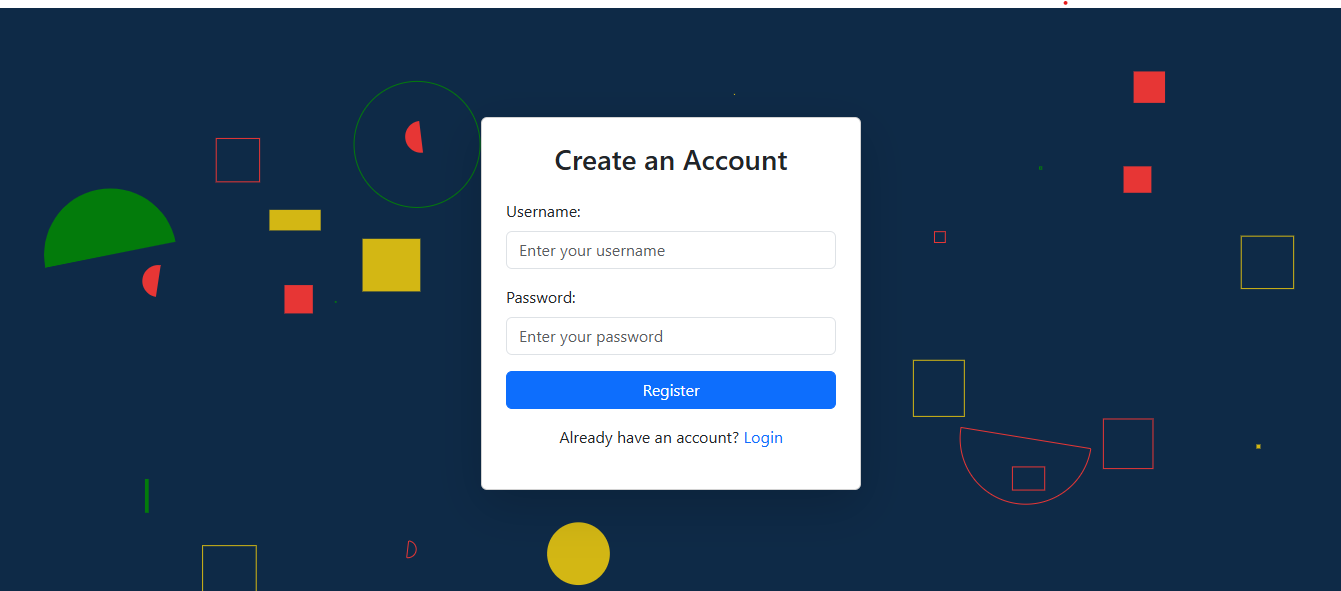 Create an Account
Username:
Enter your username
Password:
Enter your password
Register
Already have an account? Login